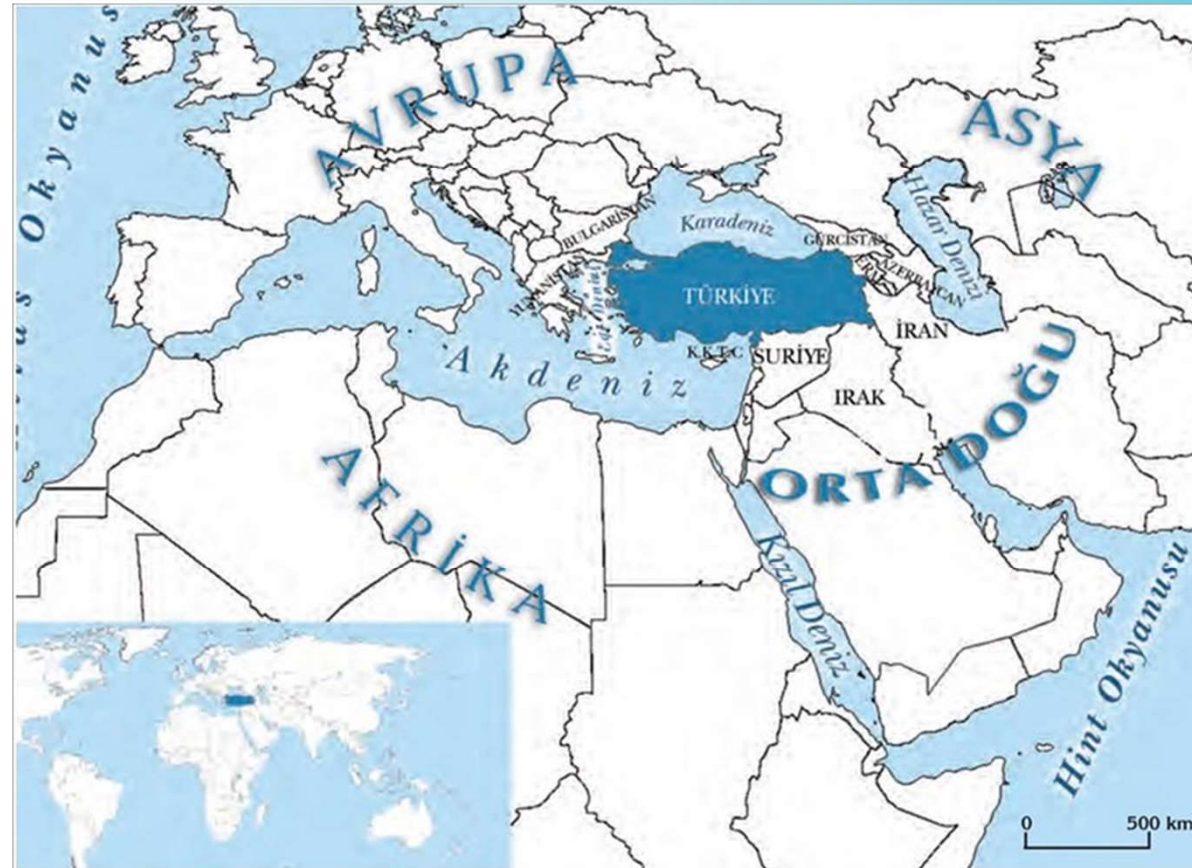 AVRUPA
ASYA
Hazar Denizi
Karadeniz
BULGARİSTAN
GÜRCİSTAN
AZERBAYCAN
TÜRKİYE
İRAN
K.K.T.C
SURİYE
IRAK
Akdeniz
ORTA DOĞU
AFRİKA
Kızıl Deniz
Hint Okyanusu
Okyanus
0 500 km